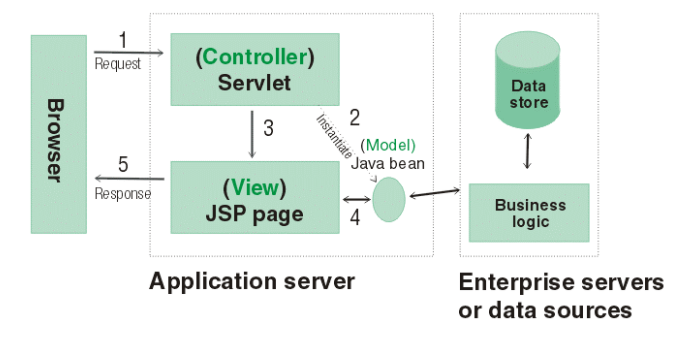 1
Request
Browser
5
Response
(Controller)
Servlet
3
2
Instantiate
(Model)
Java bean
(View)
JSP page
4
Data
store
Business
logic
Application server
Enterprise servers
or data sources